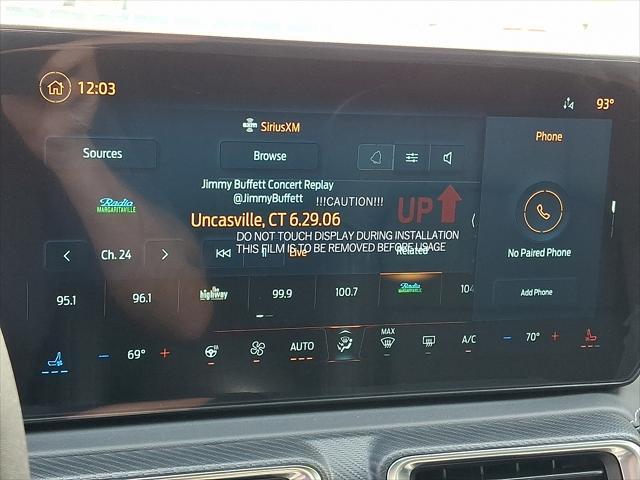 12:03
93°
SiriusXM
Phone
Sources
Browse
Jimmy Buffett Concert Replay
@JimmyBuffett
!!!CAUTION!!!
UP
Radio
MARGARITAVILLE
Uncasville, CT 6.29.06
DO NOT TOUCH DISPLAY DURING INSTALLATION
THIS FILM IS TO BE REMOVED BEFORE USAGE
Ch. 24
Live
Related
No Paired Phone
95.1
96.1
the highway
99.9
100.7
Radio
MARGARITAVILLE
104
Add Phone
69°
AUTO
MAX
A/C
70°